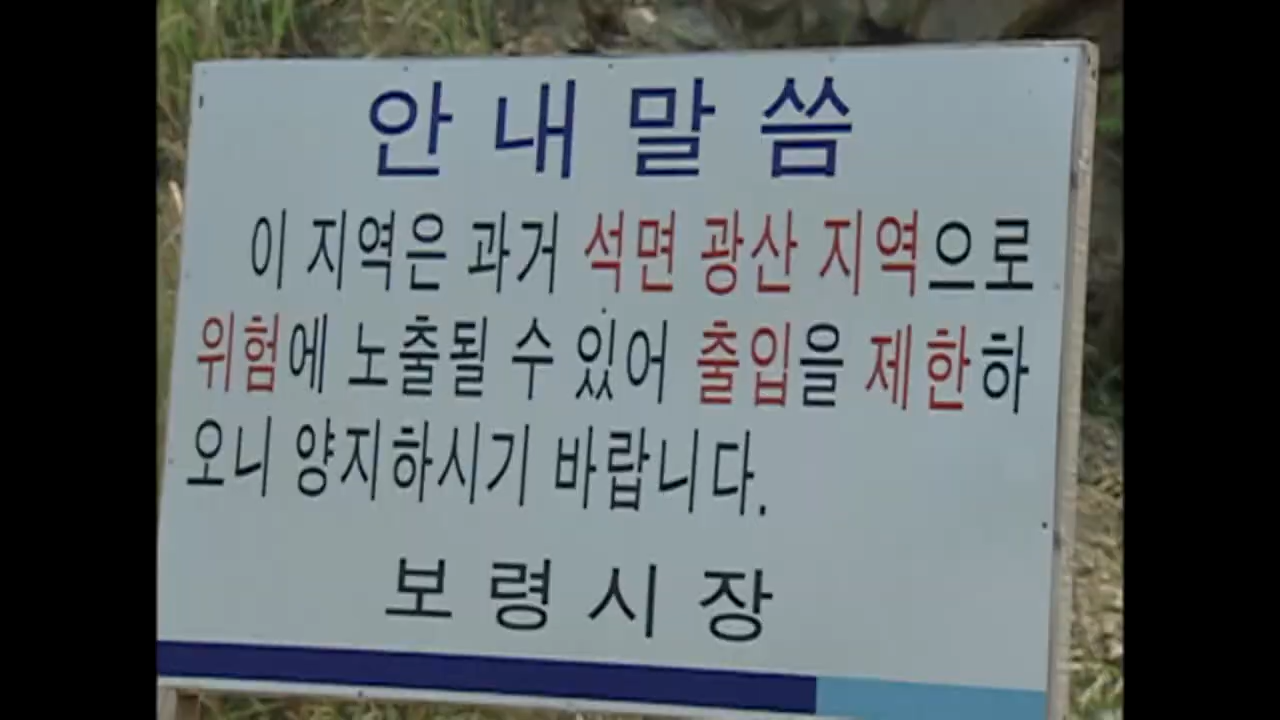 안내말씀
이 지역은 과거 석면 광산 지역으로
위험에 노출될 수 있어 출입을 제한하
오니 양지하시기 바랍니다.
보령시장